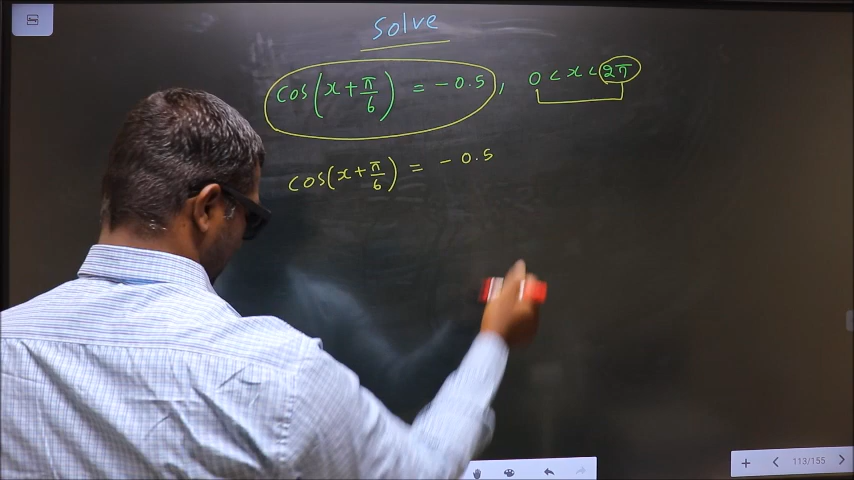 Solve
cos(x + π/6) = -0.5, 0 < x < 2π
cos(x + π/6) = -0.5
113/155